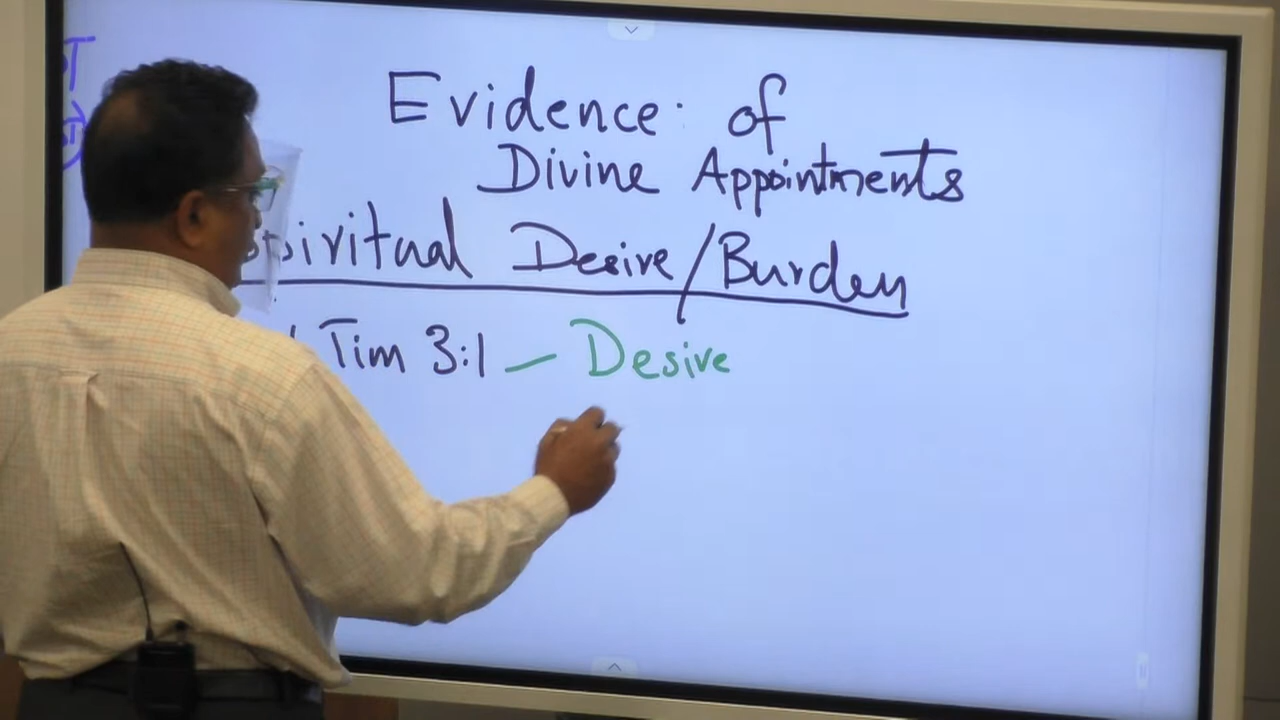 Evidence of
Divine Appointments
Spiritual Desire/Burden
Tim 3:1 — Desire